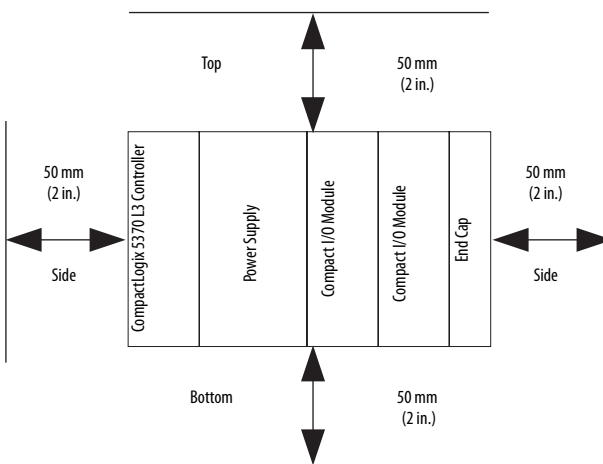 Top
50 mm
(2 in.)
50 mm
(2 in.)
Side
CompactLogix 5370 L3 Controller
Power Supply
Compact I/O Module
Compact I/O Module
End Cap
50 mm
(2 in.)
Side
Bottom
50 mm
(2 in.)